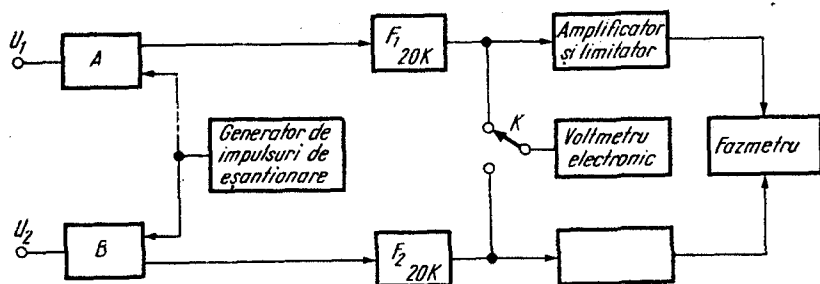 U1
A
F1
20K
Amplificator
și limitator
Generator de
impulsuri de
eșantionare
K
Voltmetru
electronic
Fazmetru
U2
B
F2
20K